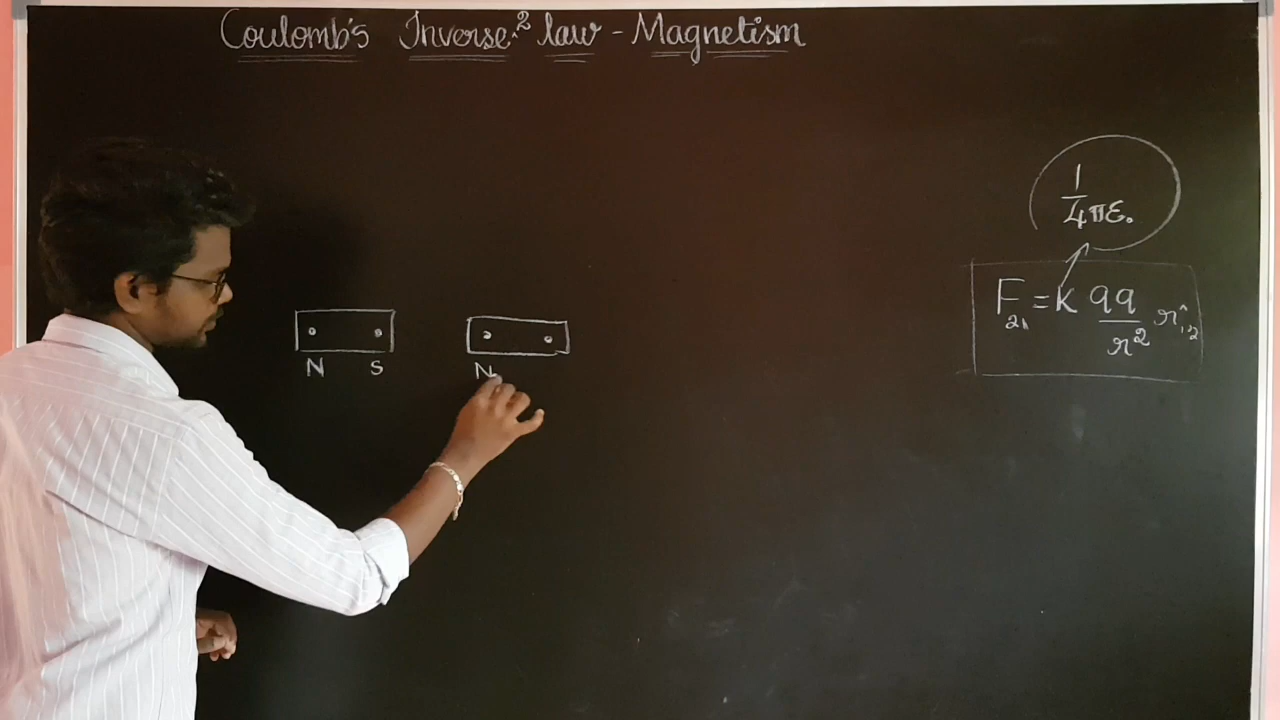 Coulomb's Inverse² law - Magnetism
1
4πε₀
F₂₁ = k qq r̂₁₂
r²
N S N